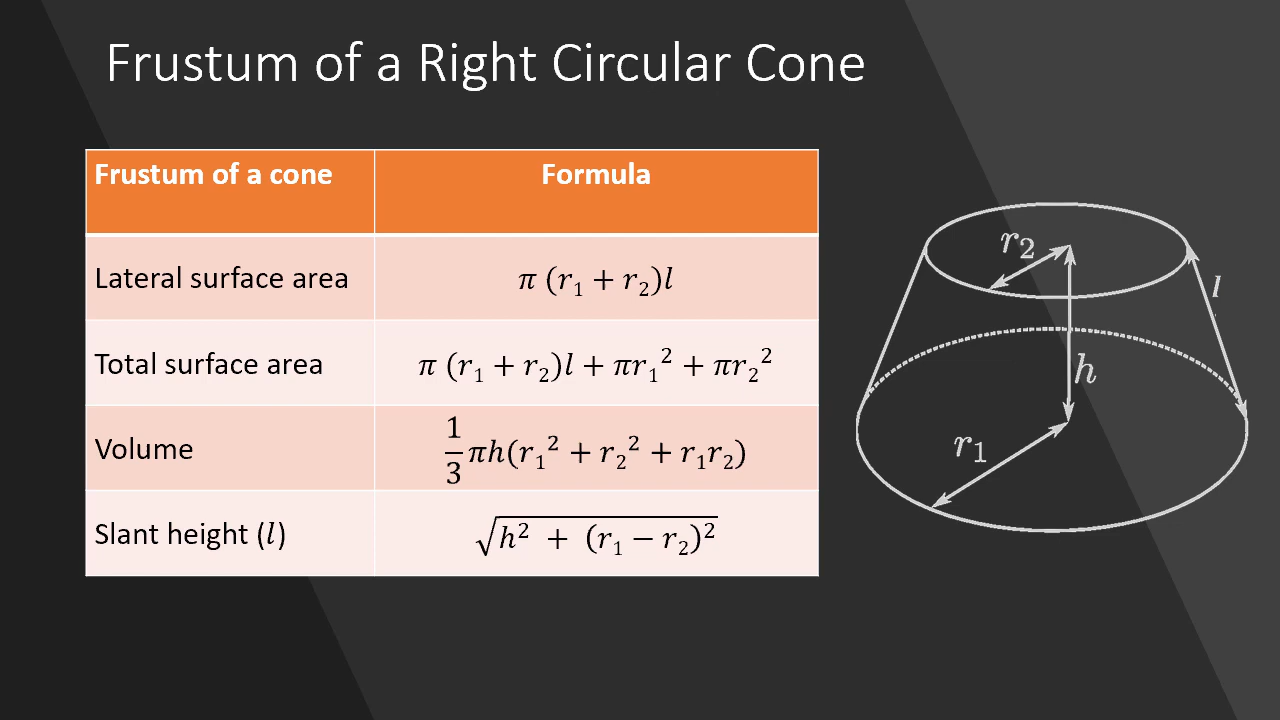 Frustum of a Right Circular Cone
Frustum of a cone
Formula
Lateral surface area
π (r₁ + r₂)l
Total surface area
π (r₁ + r₂)l + πr₁² + πr₂²
Volume
1/3 πh(r₁² + r₂² + r₁r₂)
Slant height (l)
√(h² + (r₁ − r₂)²)
r₂
l
h
r₁